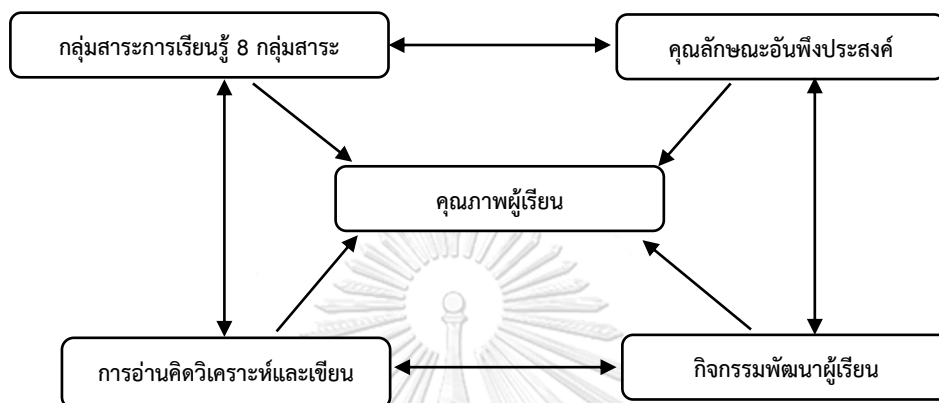 กลุ่มสาระการเรียนรู้ 8 กลุ่มสาระ
คุณลักษณะอันพึงประสงค์
คุณภาพผู้เรียน
การอ่านคิดวิเคราะห์และเขียน
กิจกรรมพัฒนาผู้เรียน